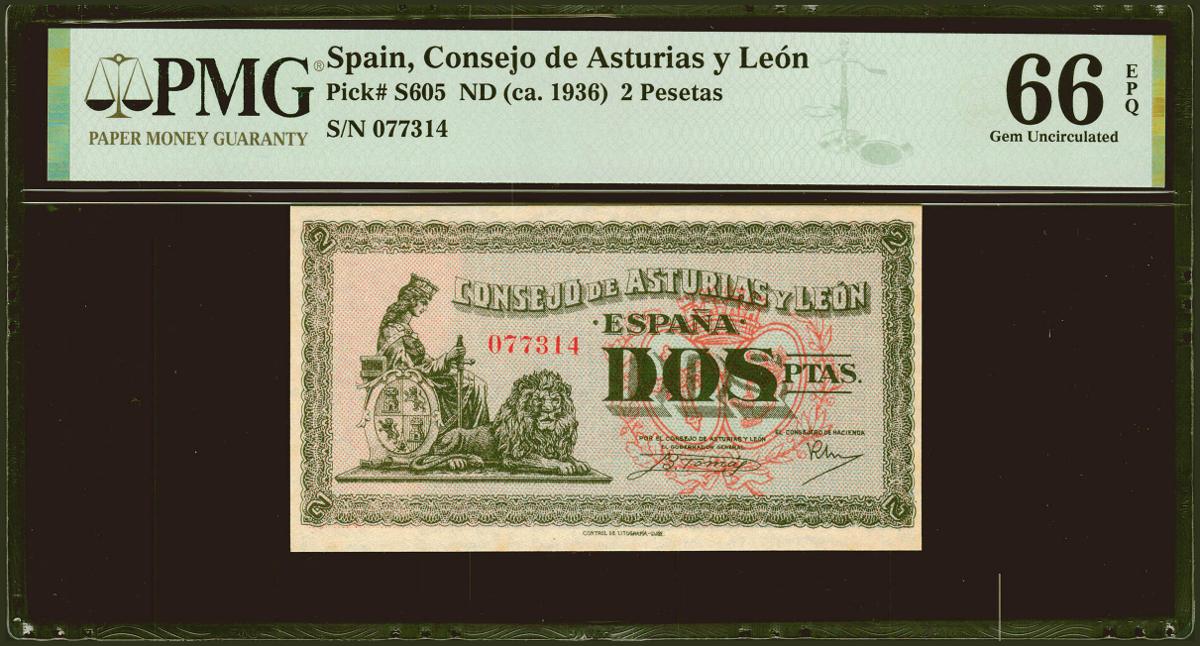 PMG®
PAPER MONEY GUARANTY
Spain, Consejo de Asturias y León
Pick# S605 ND (ca. 1936) 2 Pesetas
S/N 077314
66
EPQ
Gem Uncirculated
2
2
CONSEJO DE ASTURIAS Y LEÓN
·ESPAÑA·
077314
DOS
PTAS.
POR EL CONSEJO DE ASTURIAS Y LEÓN
EL GOBERNADOR GENERAL
EL CONSEJERO DE HACIENDA
B. Tomás
2
2